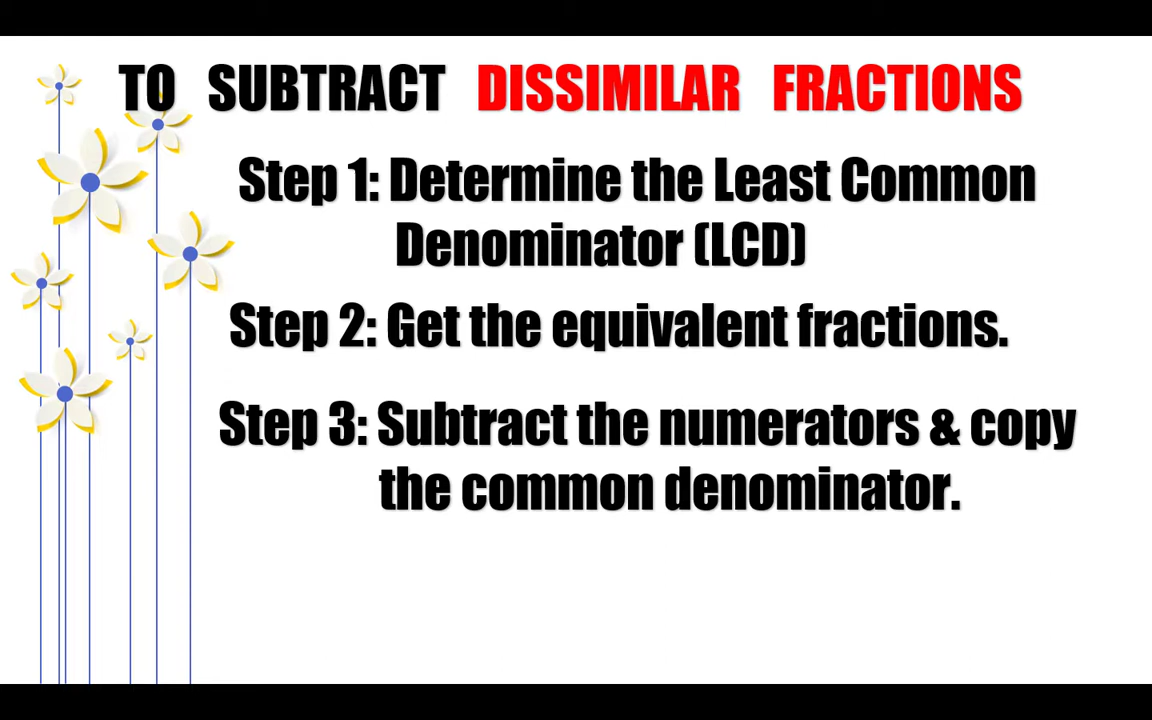 TO SUBTRACT DISSIMILAR FRACTIONS
Step 1: Determine the Least Common
Denominator (LCD)
Step 2: Get the equivalent fractions.
Step 3: Subtract the numerators & copy
the common denominator.